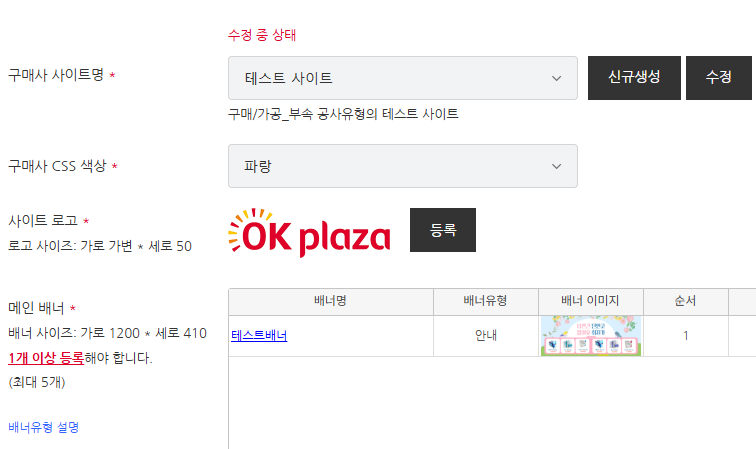 수정 중 상태
구매사 사이트명 *
테스트 사이트
신규생성
수정
구매/가공_부속 공사유형의 테스트 사이트
구매사 CSS 색상 *
파랑
사이트 로고 *
로고 사이즈: 가로 가변 * 세로 50
OK plaza
등록
메인 배너 *
배너 사이즈: 가로 1200 * 세로 410
1개 이상 등록해야 합니다.
(최대 5개)
배너유형 설명
배너명 배너유형 배너 이미지 순서
테스트배너 안내 1